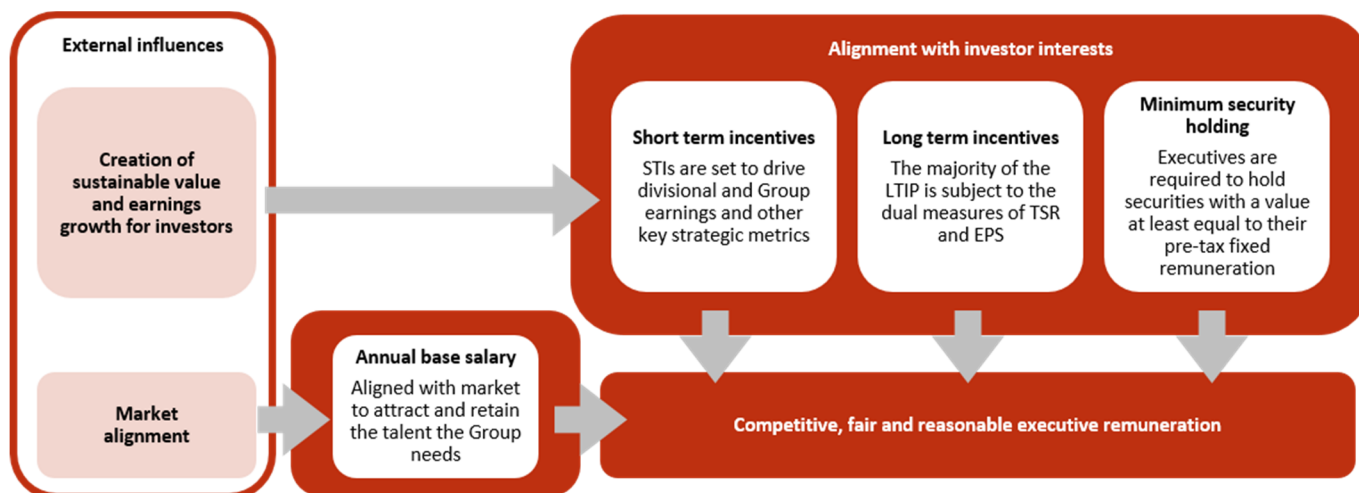 External influences
Creation of
sustainable value
and earnings
growth for investors
Market
alignment
Annual base salary
Aligned with market
to attract and retain
the talent the Group
needs
Alignment with investor interests
Short term incentives
STIs are set to drive
divisional and Group
earnings and other
key strategic metrics
Long term incentives
The majority of the
LTIP is subject to the
dual measures of TSR
and EPS
Minimum security
holding
Executives are
required to hold
securities with a value
at least equal to their
pre-tax fixed
remuneration
Competitive, fair and reasonable executive remuneration